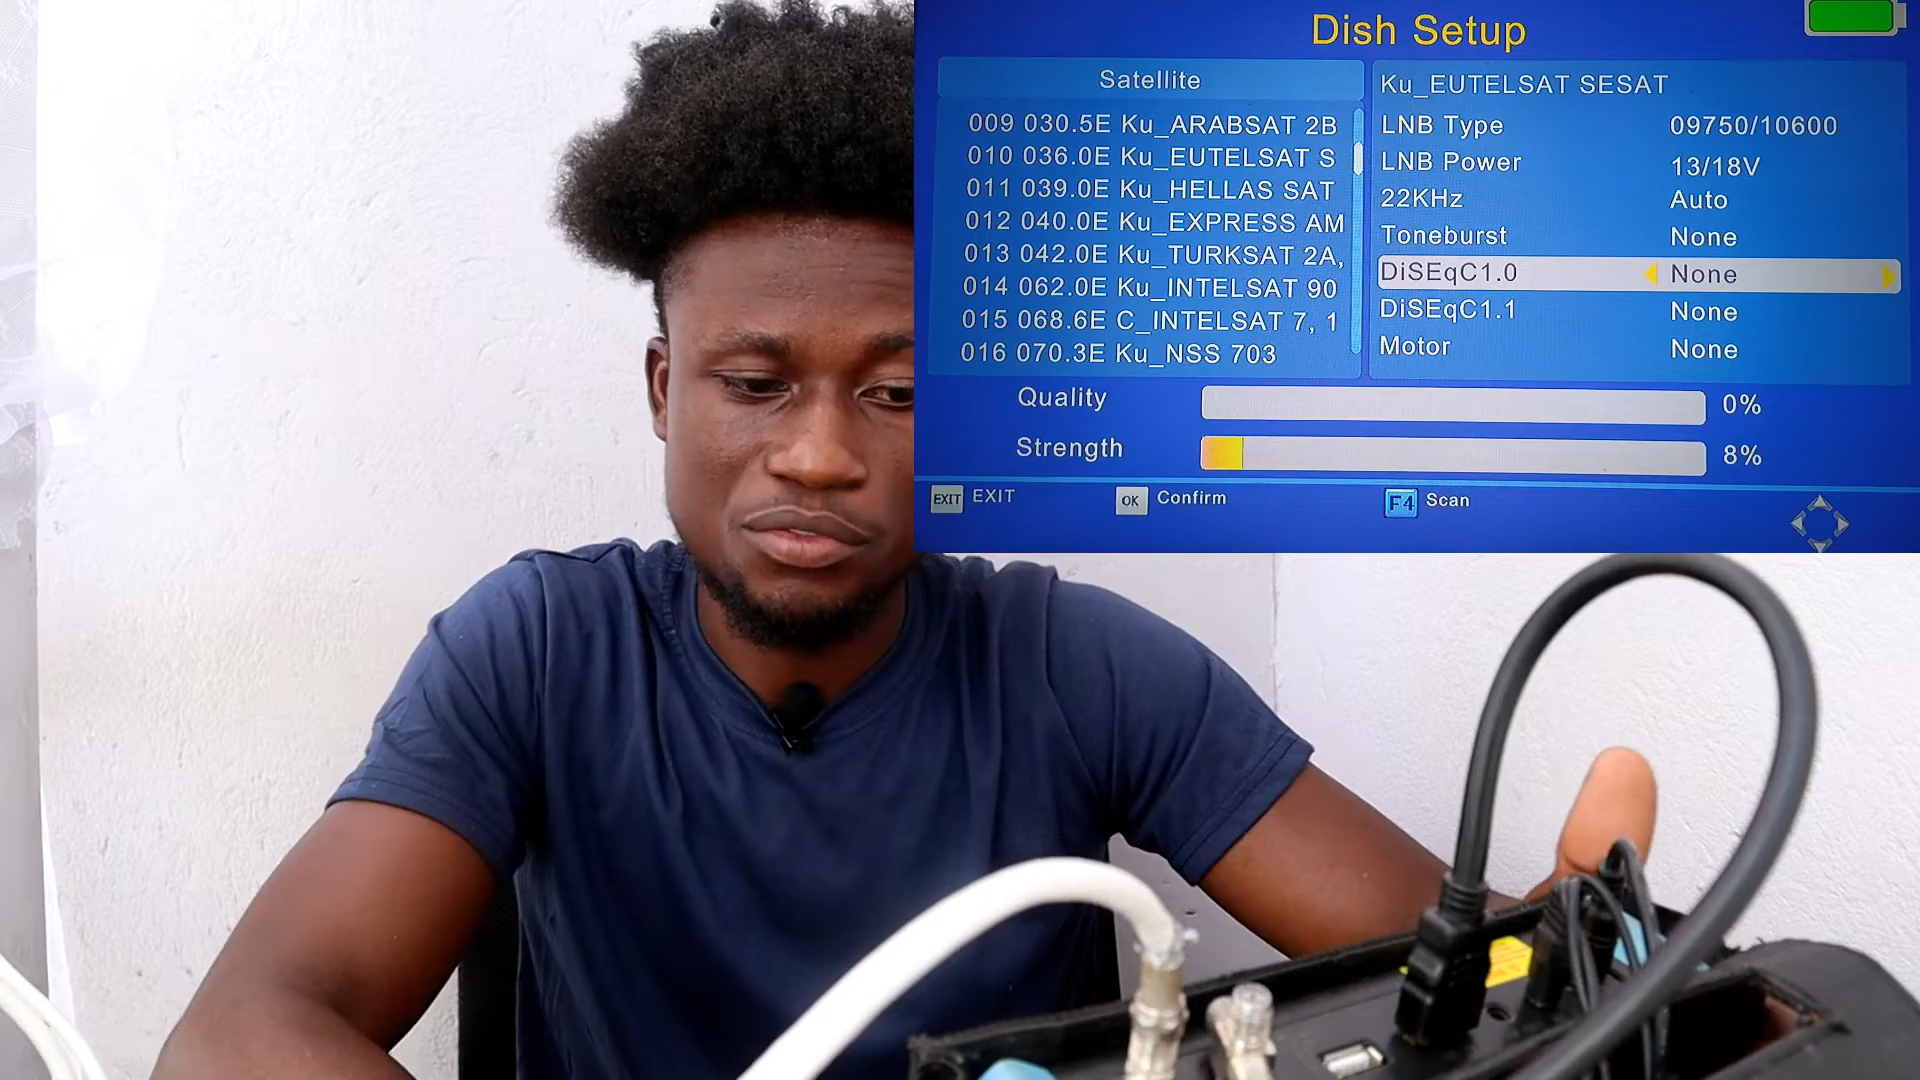 Dish Setup
Satellite
009 030.5E Ku_ARABSAT 2B
010 036.0E Ku_EUTELSAT S
011 039.0E Ku_HELLAS SAT
012 040.0E Ku_EXPRESS AM
013 042.0E Ku_TURKSAT 2A,
014 062.0E Ku_INTELSAT 90
015 068.6E C_INTELSAT 7, 1
016 070.3E Ku_NSS 703
Ku_EUTELSAT SESAT
LNB Type 09750/10600
LNB Power 13/18V
22KHz Auto
Toneburst None
DiSEqC1.0 None
DiSEqC1.1 None
Motor None
Quality 0%
Strength 8%
EXIT EXIT OK Confirm F4 Scan